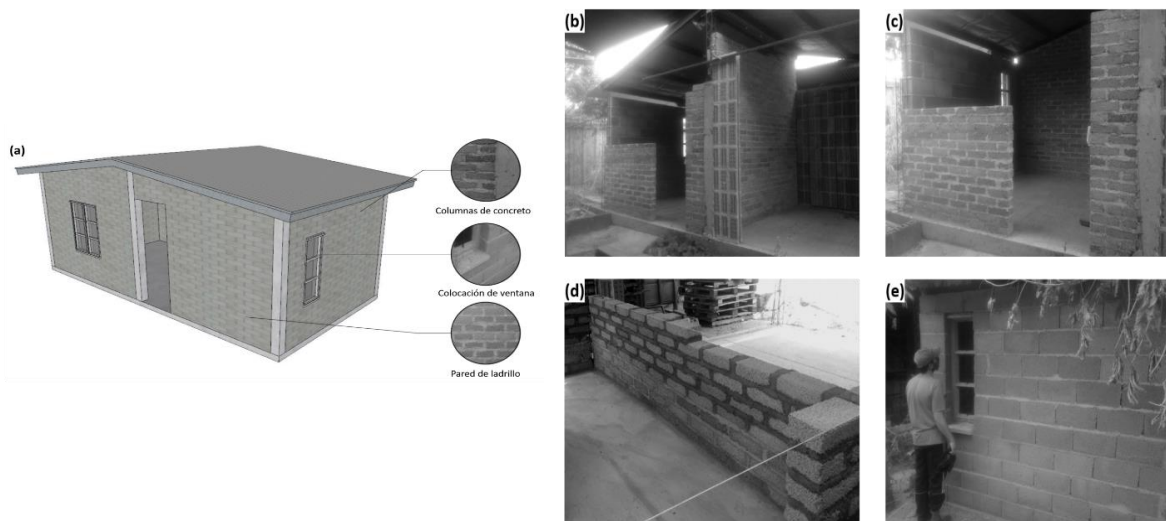 (a)
Columnas de concreto
Colocación de ventana
Pared de ladrillo
(b)
(c)
(d)
(e)